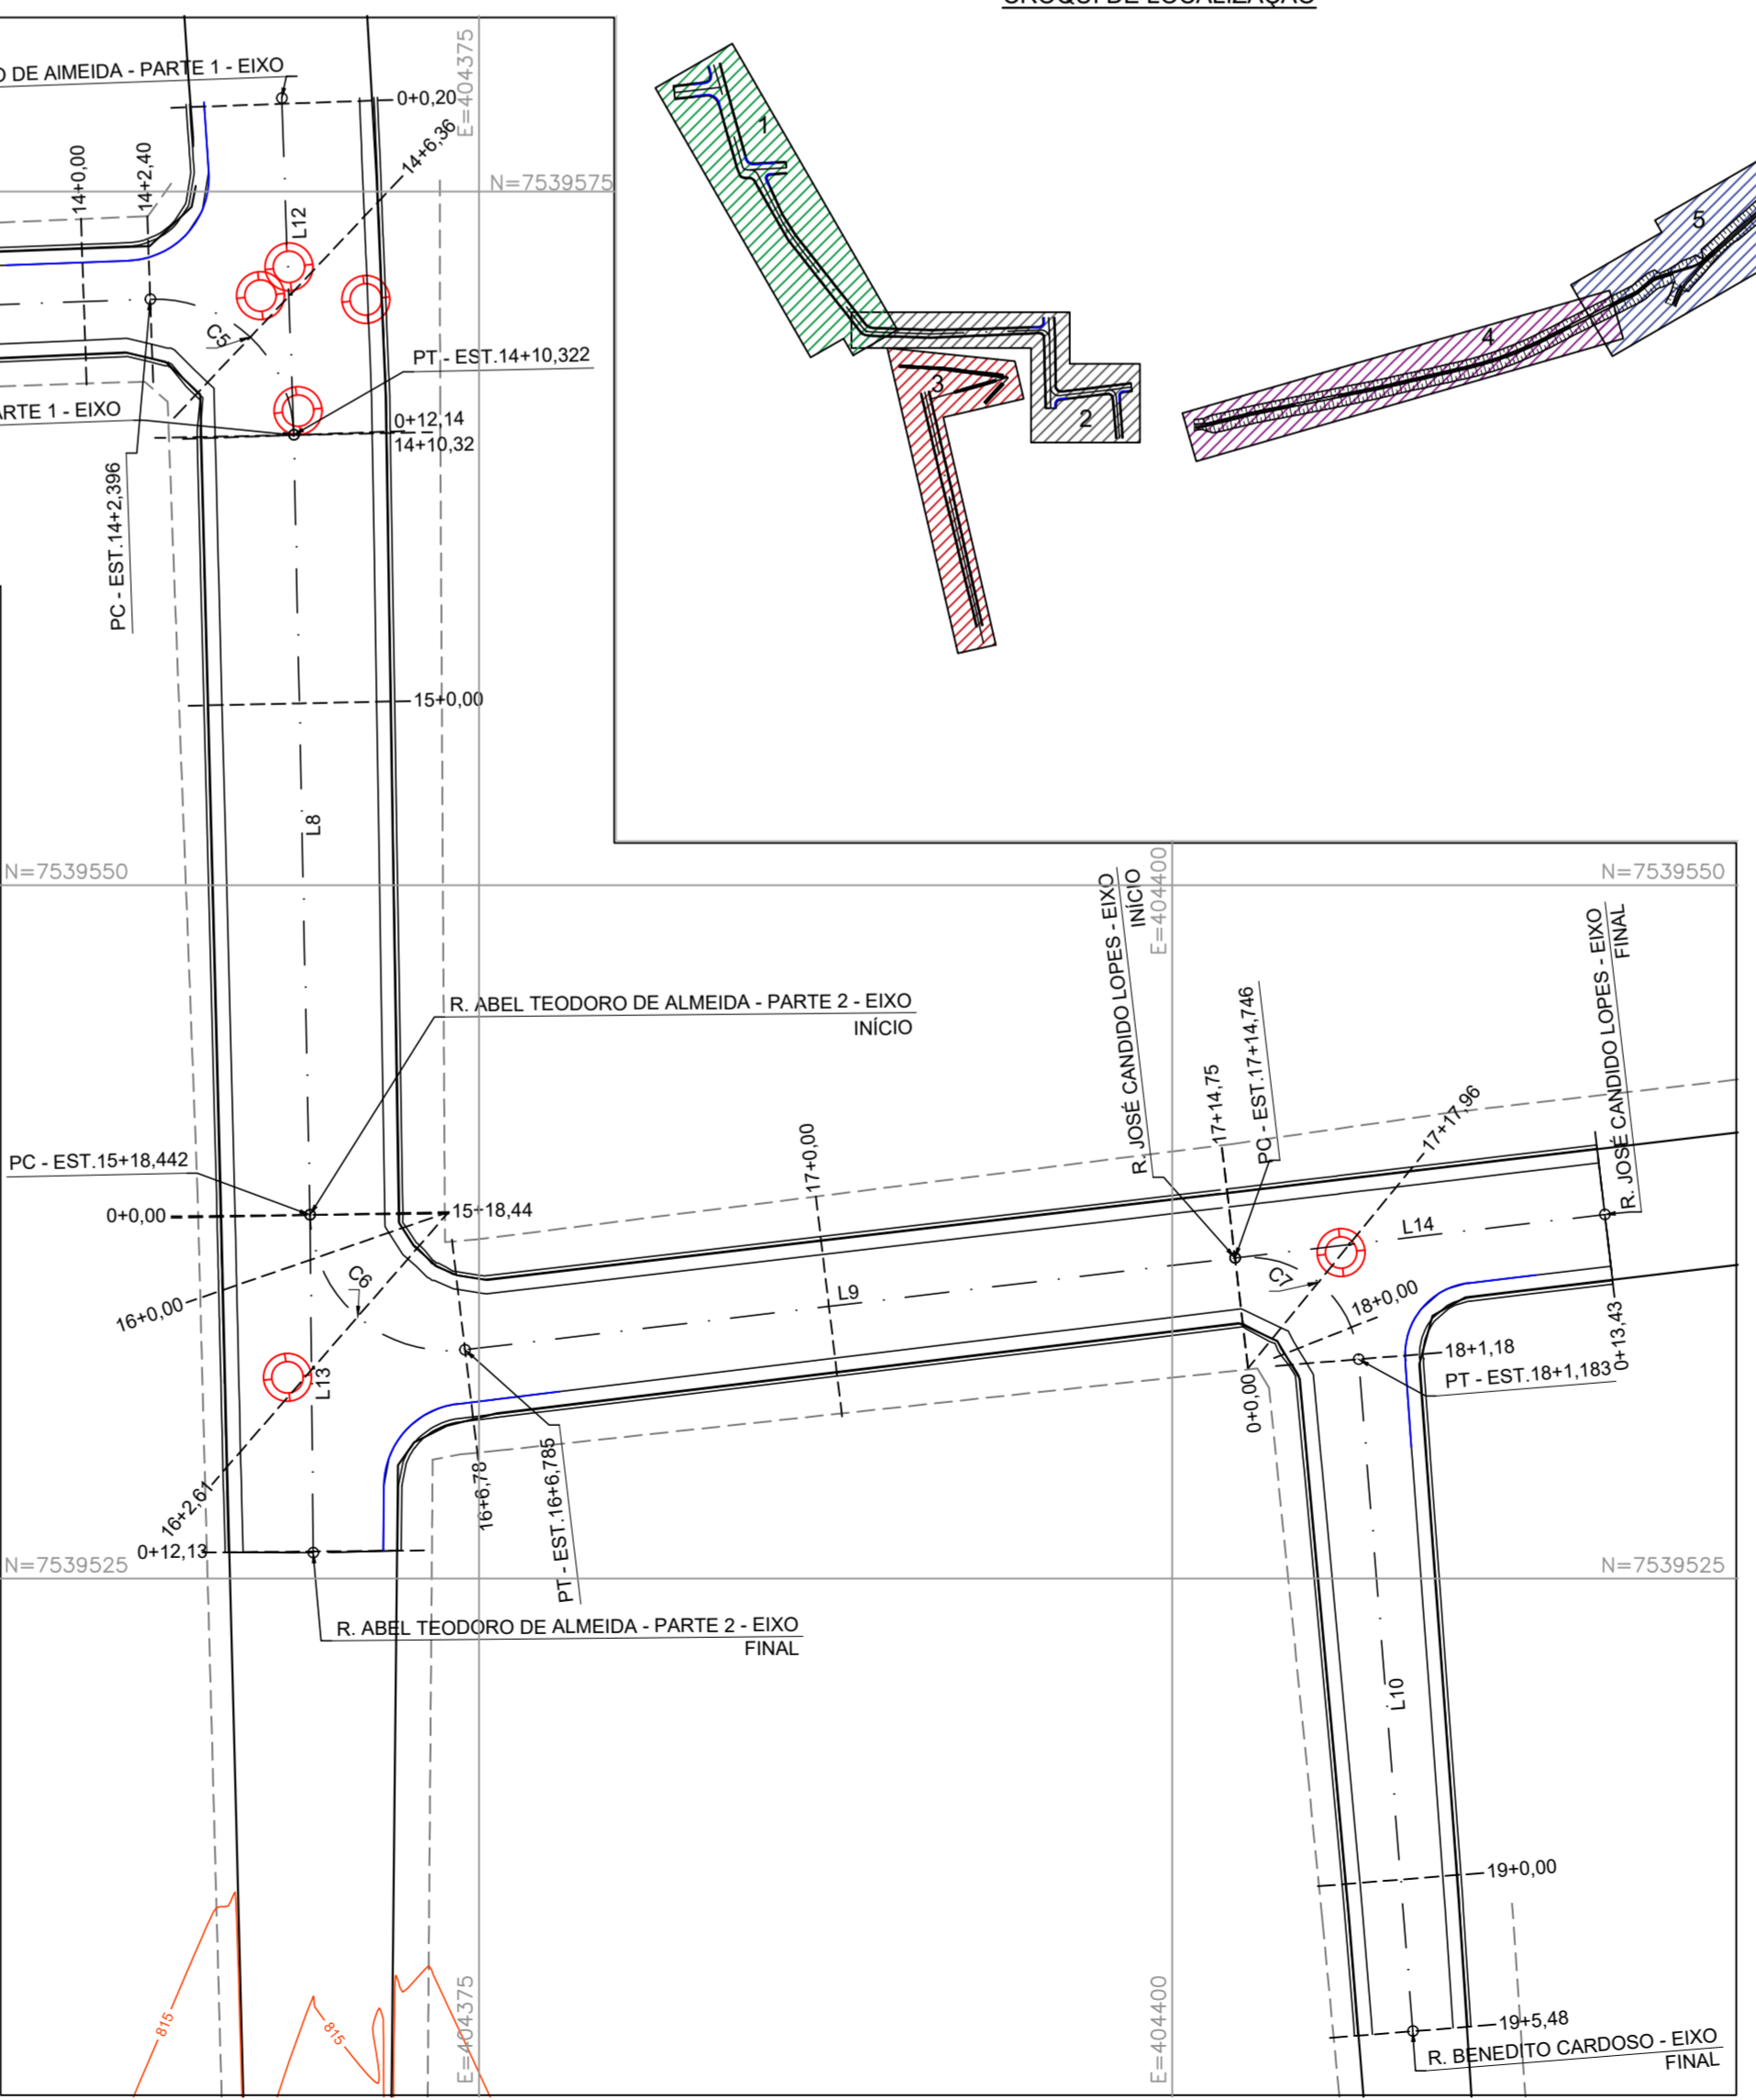 CROQUI DE LOCALIZAÇÃO
O DE AlMEIDA - PARTE 1 - EIXO
0+0,20
E=404375
14+6,36
14+0,00
14+2,40
N=7539575
L12
1
5
C5
PT - EST.14+10,322
4
3
2
ARTE 1 - EIXO
0+12,14
14+10,32
PC - EST.14+2,396
15+0,00
L8
N=7539550
E=404400
N=7539550
R. JOSÉ CANDIDO LOPES - EIXO
INÍCIO
R. JOSÉ CANDIDO LOPES - EIXO
FINAL
R. ABEL TEODORO DE ALMEIDA - PARTE 2 - EIXO
INÍCIO
PC - EST.17+14,746
17+14,75
17+17,96
17+0,00
PC - EST.15+18,442
0+0,00
15+18,44
L14
C6
C7
16+0,00
L9
18+0,00
0+13,43
18+1,18
PT - EST.18+1,183
L13
0+0,00
16+2,61
16+6,78
PT - EST.16+6,785
0+12,13
N=7539525
N=7539525
R. ABEL TEODORO DE ALMEIDA - PARTE 2 - EIXO
FINAL
L10
19+0,00
815
815
E=404375
E=404400
19+5,48
R. BENEDITO CARDOSO - EIXO
FINAL